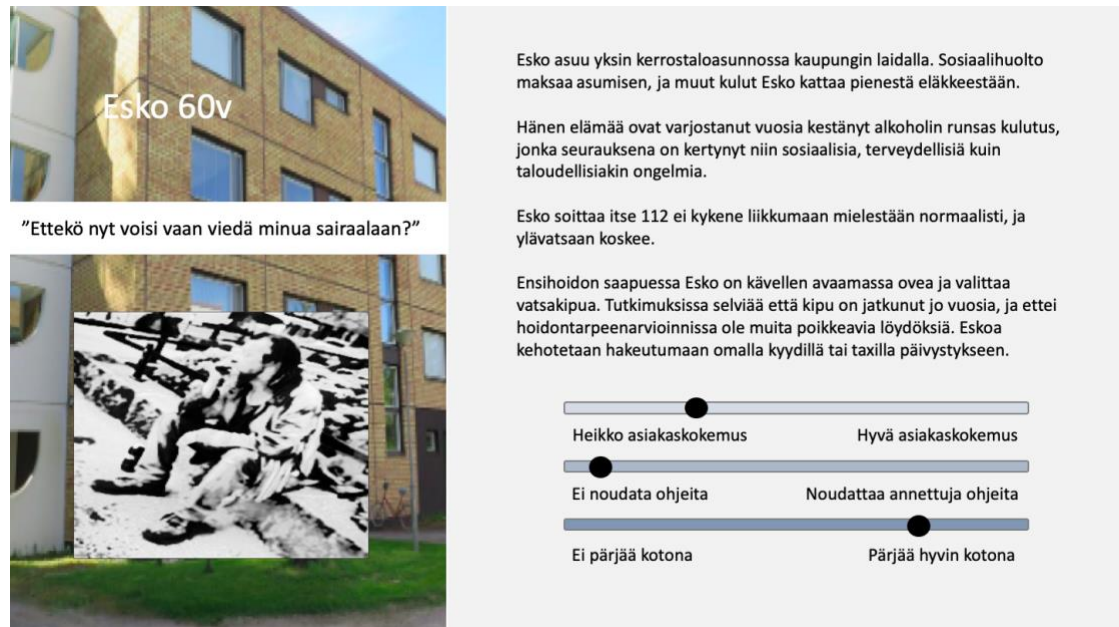 Esko 60v
”Ettekö nyt voisi vaan viedä minua sairaalaan?”
Esko asuu yksin kerrostaloasunnossa kaupungin laidalla. Sosiaalihuolto
maksaa asumisen, ja muut kulut Esko kattaa pienestä eläkkeestään.
Hänen elämää ovat varjostanut vuosia kestänyt alkoholin runsas kulutus,
jonka seurauksena on kertynyt niin sosiaalisia, terveydellisiä kuin
taloudellisiakin ongelmia.
Esko soittaa itse 112 ei kykene liikkumaan mielestään normaalisti, ja
ylävatsaan koskee.
Ensihoidon saapuessa Esko on kävellen avaamassa ovea ja valittaa
vatsakipua. Tutkimuksissa selviää että kipu on jatkunut jo vuosia, ja ettei
hoidontarpeenarvioinnissa ole muita poikkeavia löydöksiä. Eskoa
kehotetaan hakeutumaan omalla kyydillä tai taxilla päivystykseen.
Heikko asiakaskokemus Hyvä asiakaskokemus
Ei noudata ohjeita Noudattaa annettuja ohjeita
Ei pärjää kotona Pärjää hyvin kotona